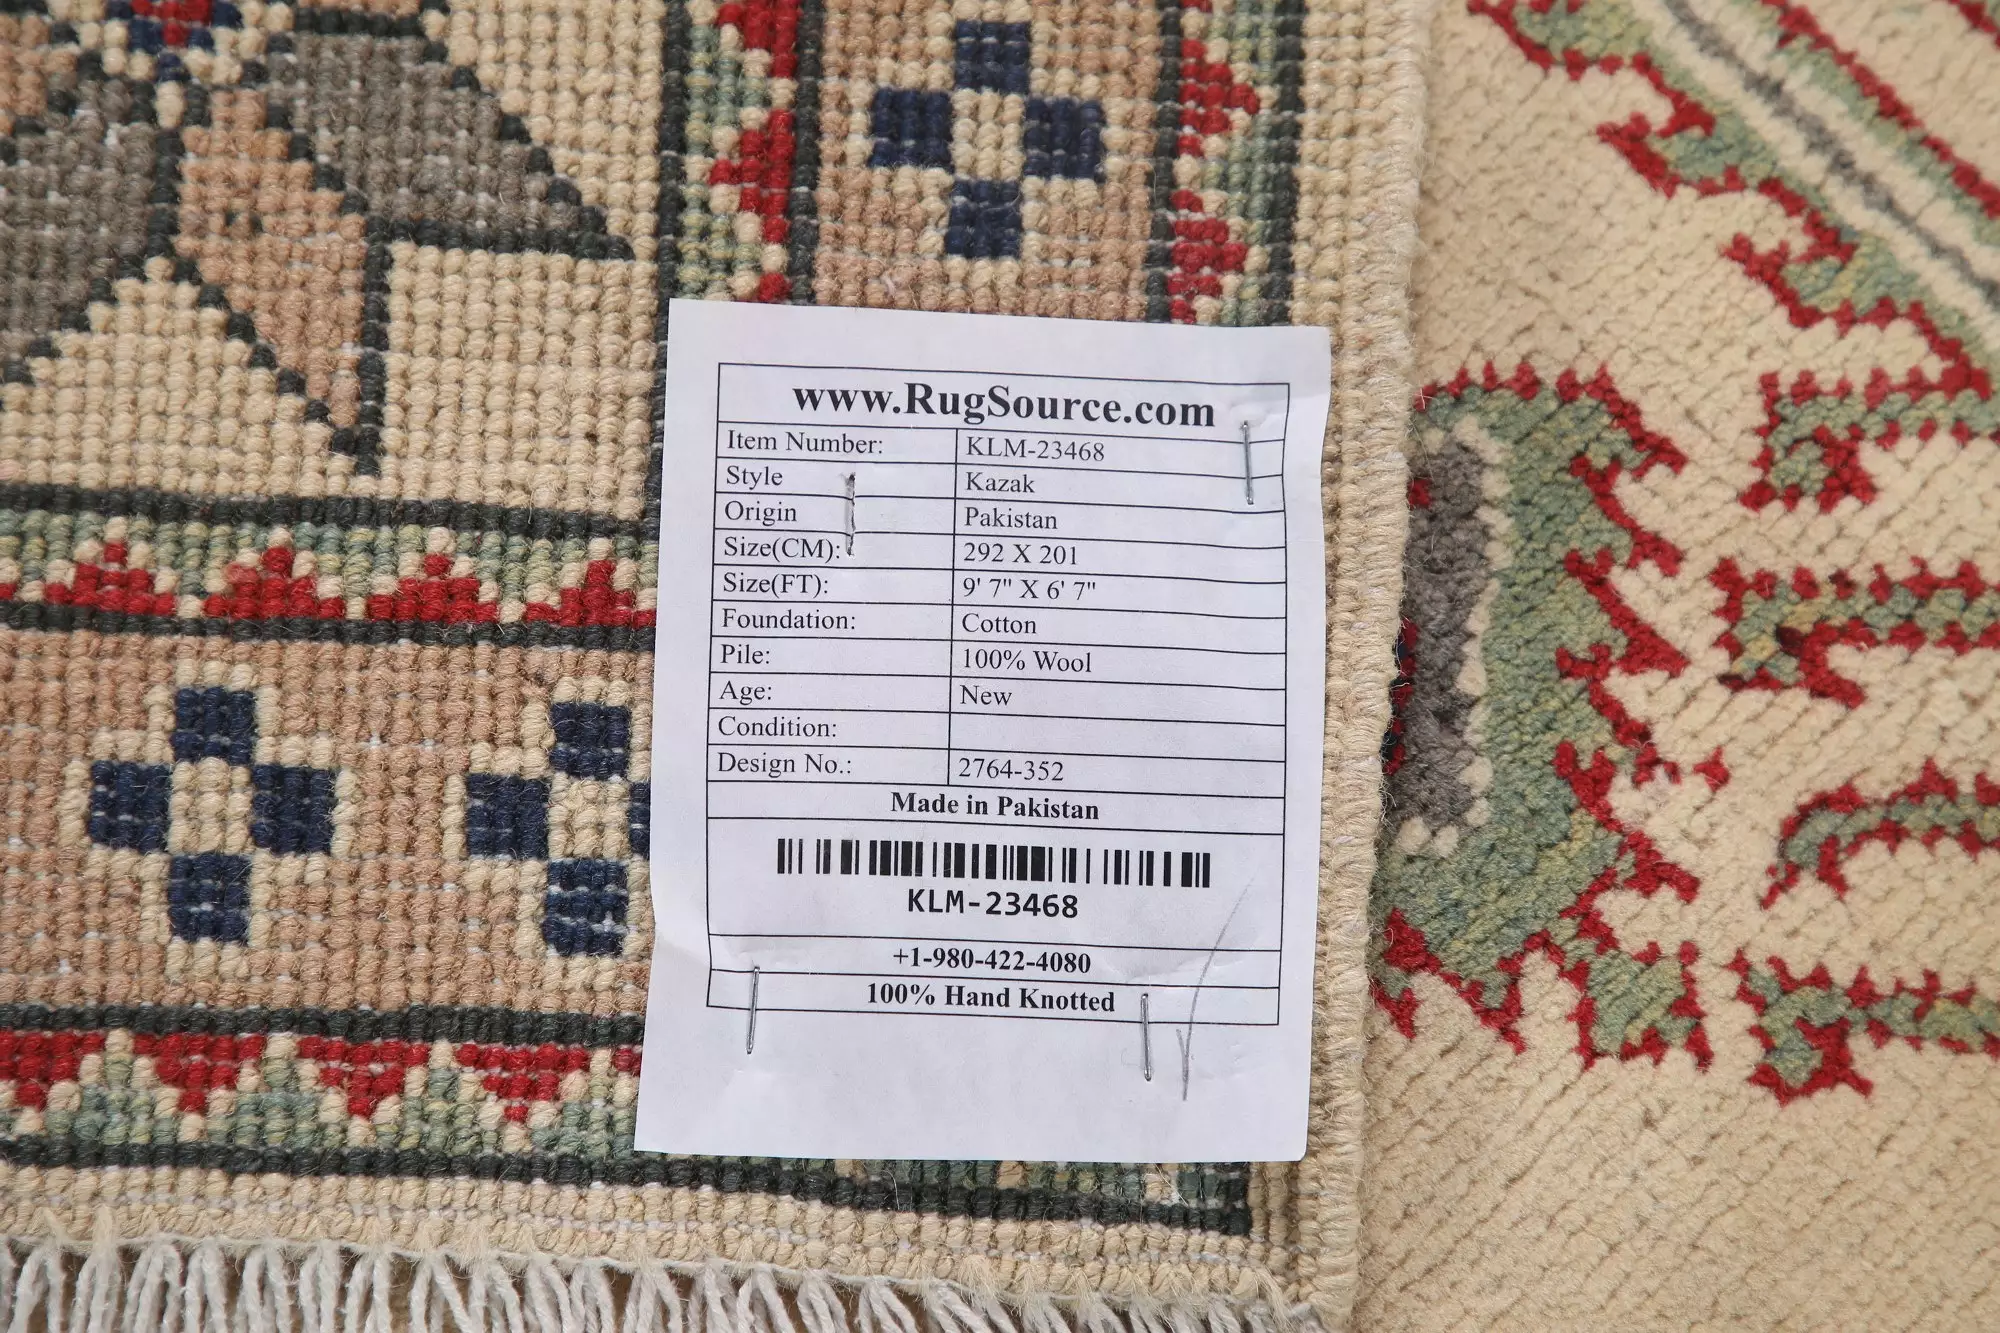 www.RugSource.com
Item Number: KLM-23468
Style Kazak
Origin Pakistan
Size(CM): 292 X 201
Size(FT): 9' 7" X 6' 7"
Foundation: Cotton
Pile: 100% Wool
Age: New
Condition:
Design No.: 2764-352
Made in Pakistan
KLM-23468
+1-980-422-4080
100% Hand Knotted